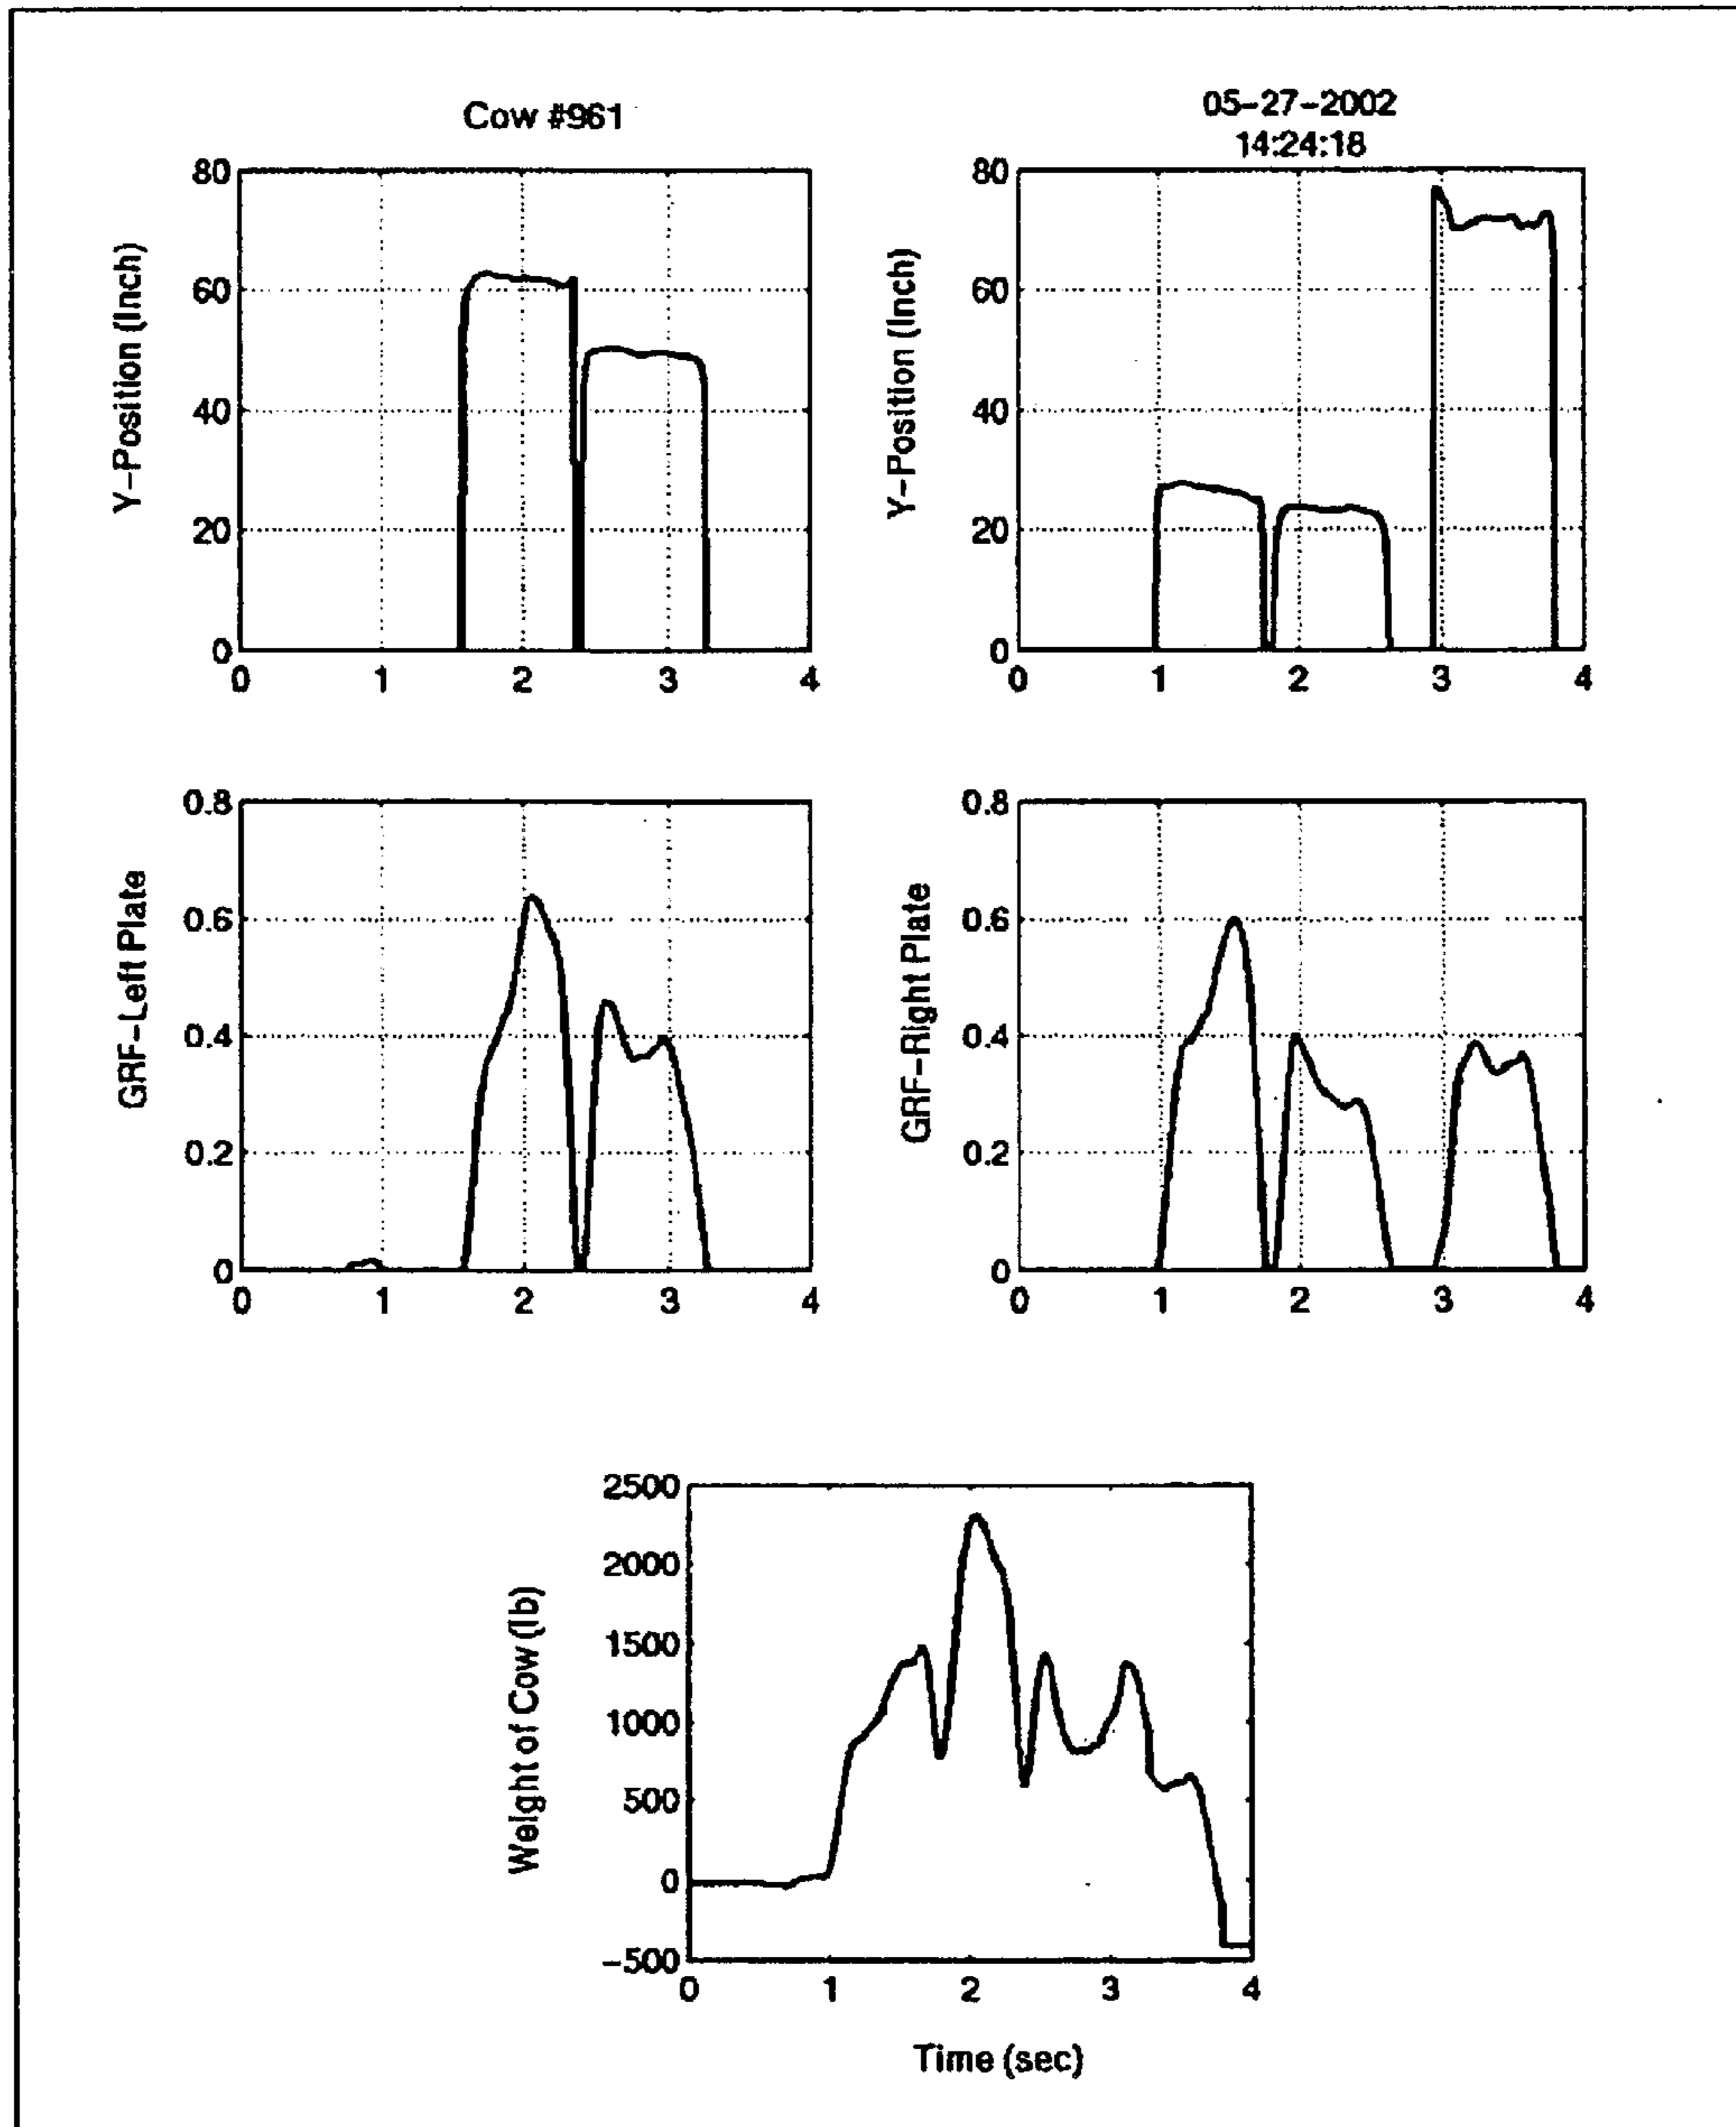 Cow #961
05-27-2002
14:24:18
Y-Position (Inch)
80
60
40
20
0
0 1 2 3 4
Y-Position (Inch)
80
60
40
20
0
0 1 2 3 4
GRF-Left Plate
0.8
0.6
0.4
0.2
0
0 1 2 3 4
GRF-Right Plate
0.8
0.6
0.4
0.2
0
0 1 2 3 4
Weight of Cow (lb)
2500
2000
1500
1000
500
0
-500
0 1 2 3 4
Time (sec)